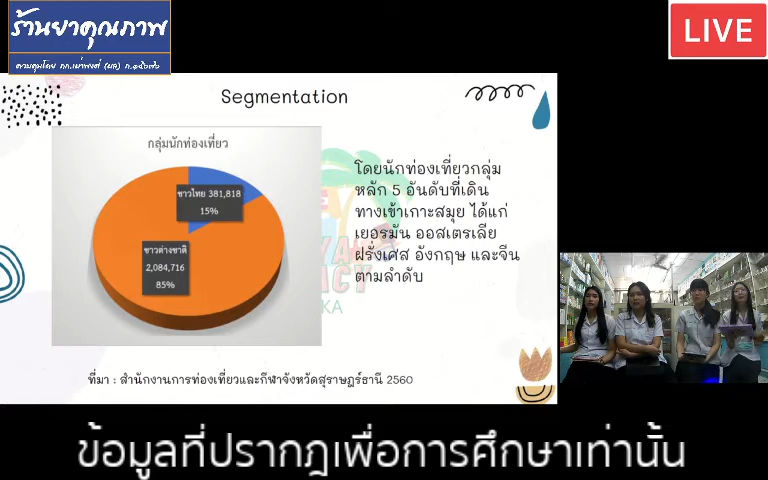 ร้านยาคุณภาพ
LIVE
Segmentation
กลุ่มนักท่องเที่ยว
ชาวไทย 381,818
15%
ชาวต่างชาติ
2,084,716
85%
โดยนักท่องเที่ยวกลุ่ม
หลัก 5 อันดับที่เดิน
ทางเข้าเกาะสมุย ได้แก่
เยอรมัน ออสเตรเลีย
ฝรั่งเศส อังกฤษ และจีน
ตามลำดับ
ที่มา : สำนักงานการท่องเที่ยวและกีฬาจังหวัดสุราษฎร์ธานี 2560
ข้อมูลที่ปรากฎเพื่อการศึกษาเท่านั้น